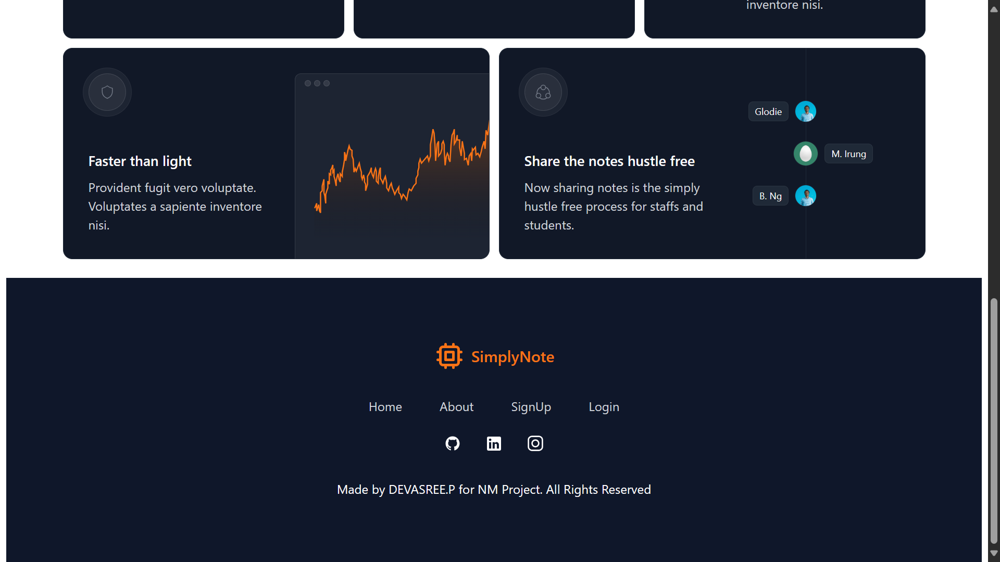 inventore nisi.
Faster than light
Provident fugit vero voluptate.
Voluptates a sapiente inventore
nisi.
Share the notes hustle free
Now sharing notes is the simply
hustle free process for staffs and
students.
Glodie
M. Irung
B. Ng
SimplyNote
Home About SignUp Login
in
Made by DEVASREE.P for NM Project. All Rights Reserved